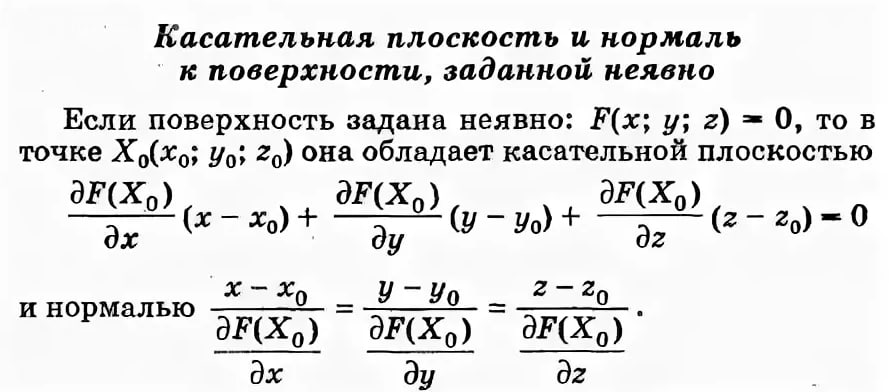 Касательная плоскость и нормаль
к поверхности, заданной неявно
Если поверхность задана неявно: F(x; y; z) = 0, то в
точке X₀(x₀; y₀; z₀) она обладает касательной плоскостью
∂F(X₀)/∂x (x − x₀) + ∂F(X₀)/∂y (y − y₀) + ∂F(X₀)/∂z (z − z₀) = 0
и нормалью (x − x₀)/(∂F(X₀)/∂x) = (y − y₀)/(∂F(X₀)/∂y) = (z − z₀)/(∂F(X₀)/∂z).